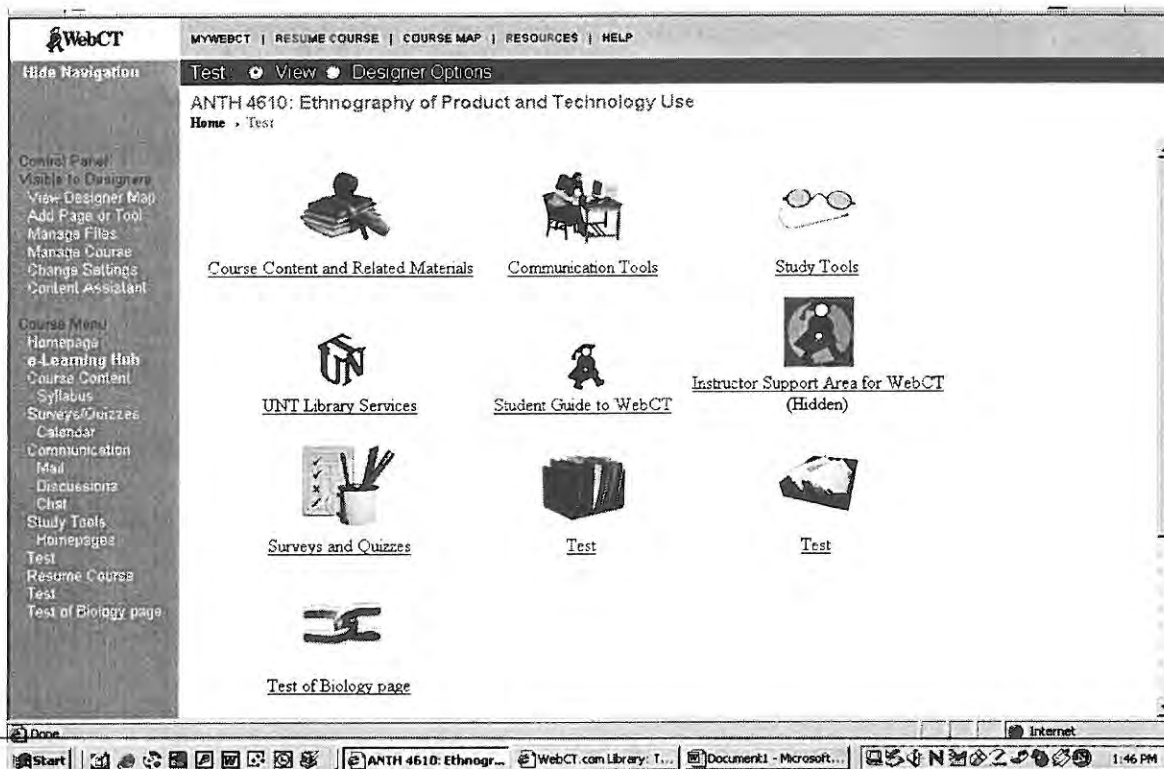 WebCT
MYWEBCT | RESUME COURSE | COURSE MAP | RESOURCES | HELP
Hide Navigation
Test: View Designer Options
ANTH 4610: Ethnography of Product and Technology Use
Home › Test
Control Panel
Visible to Designers
View Designer Map
Add Page or Tool
Manage Files
Manage Course
Change Settings
Content Assistant
Course Menu
Homepage
e-Learning Hub
Course Content
Syllabus
Surveys/Quizzes
Calendar
Communication
Mail
Discussions
Chat
Study Tools
Homepages
Test
Resume Course
Test
Test of Biology page
Course Content and Related Materials
Communication Tools
Study Tools
UNT
UNT Library Services
Student Guide to WebCT
Instructor Support Area for WebCT
(Hidden)
Surveys and Quizzes
Test
Test
Test of Biology page
Done
Internet
Start
ANTH 4610: Ethnogr...
WebCT.com Library: T...
Document1 - Microsoft...
1:46 PM